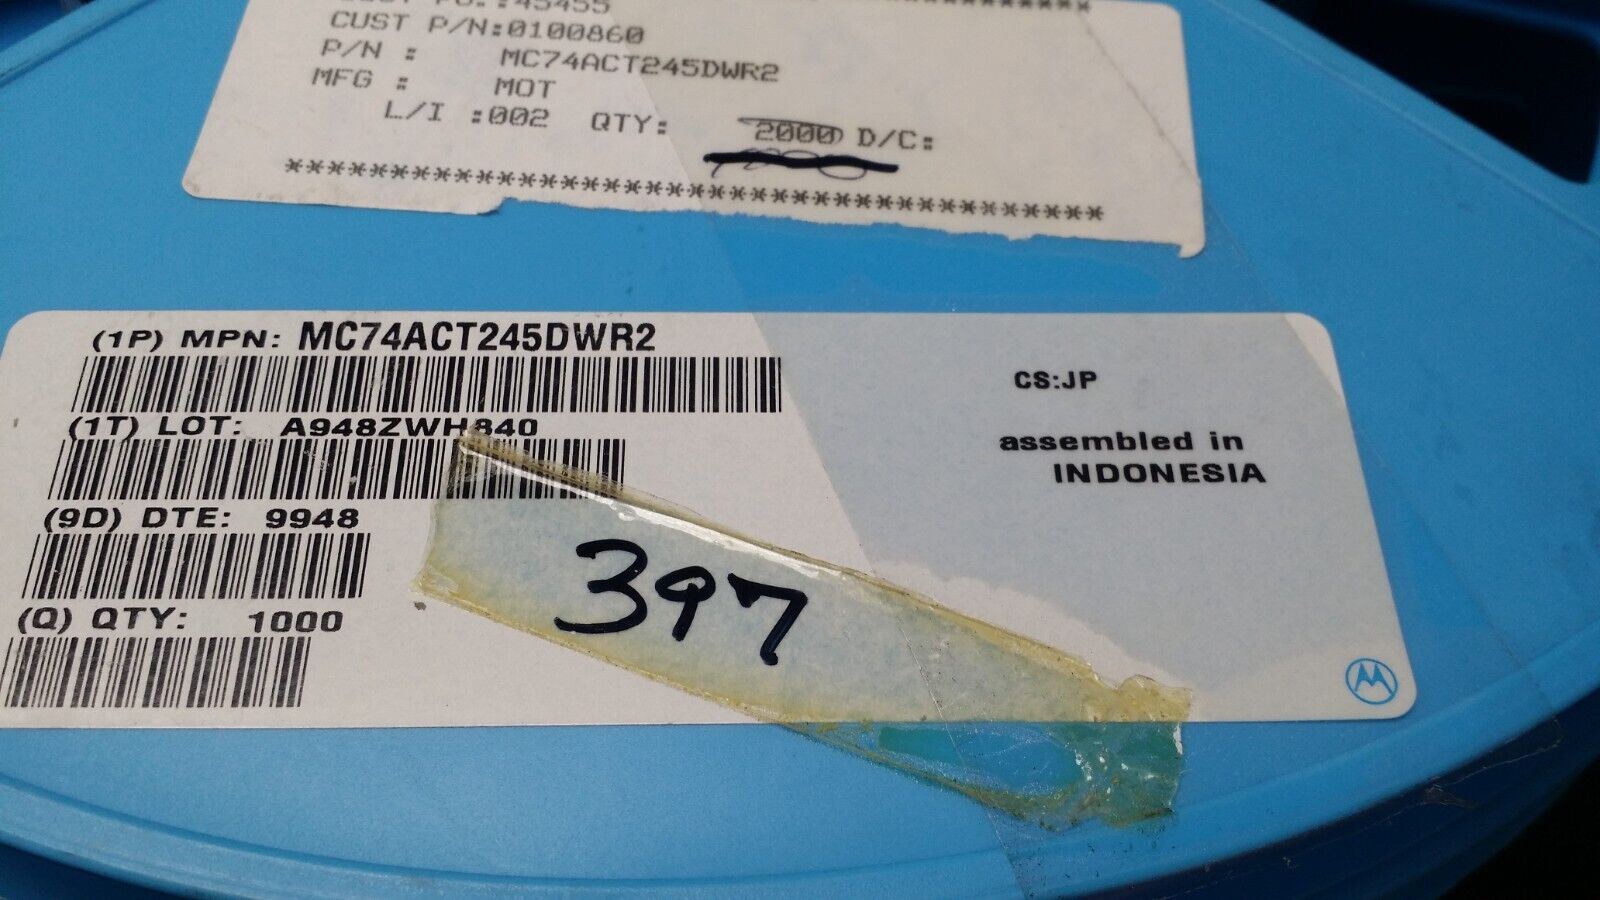 45455
CUST P/N:0100860
P/N : MC74ACT245DWR2
MFG : MOT
L/I :002 QTY: 2000 D/C:
************************************
(1P) MPN: MC74ACT245DWR2
(1T) LOT: A948ZWH840
(9D) DTE: 9948
(Q) QTY: 1000
CS:JP
assembled in
INDONESIA
397